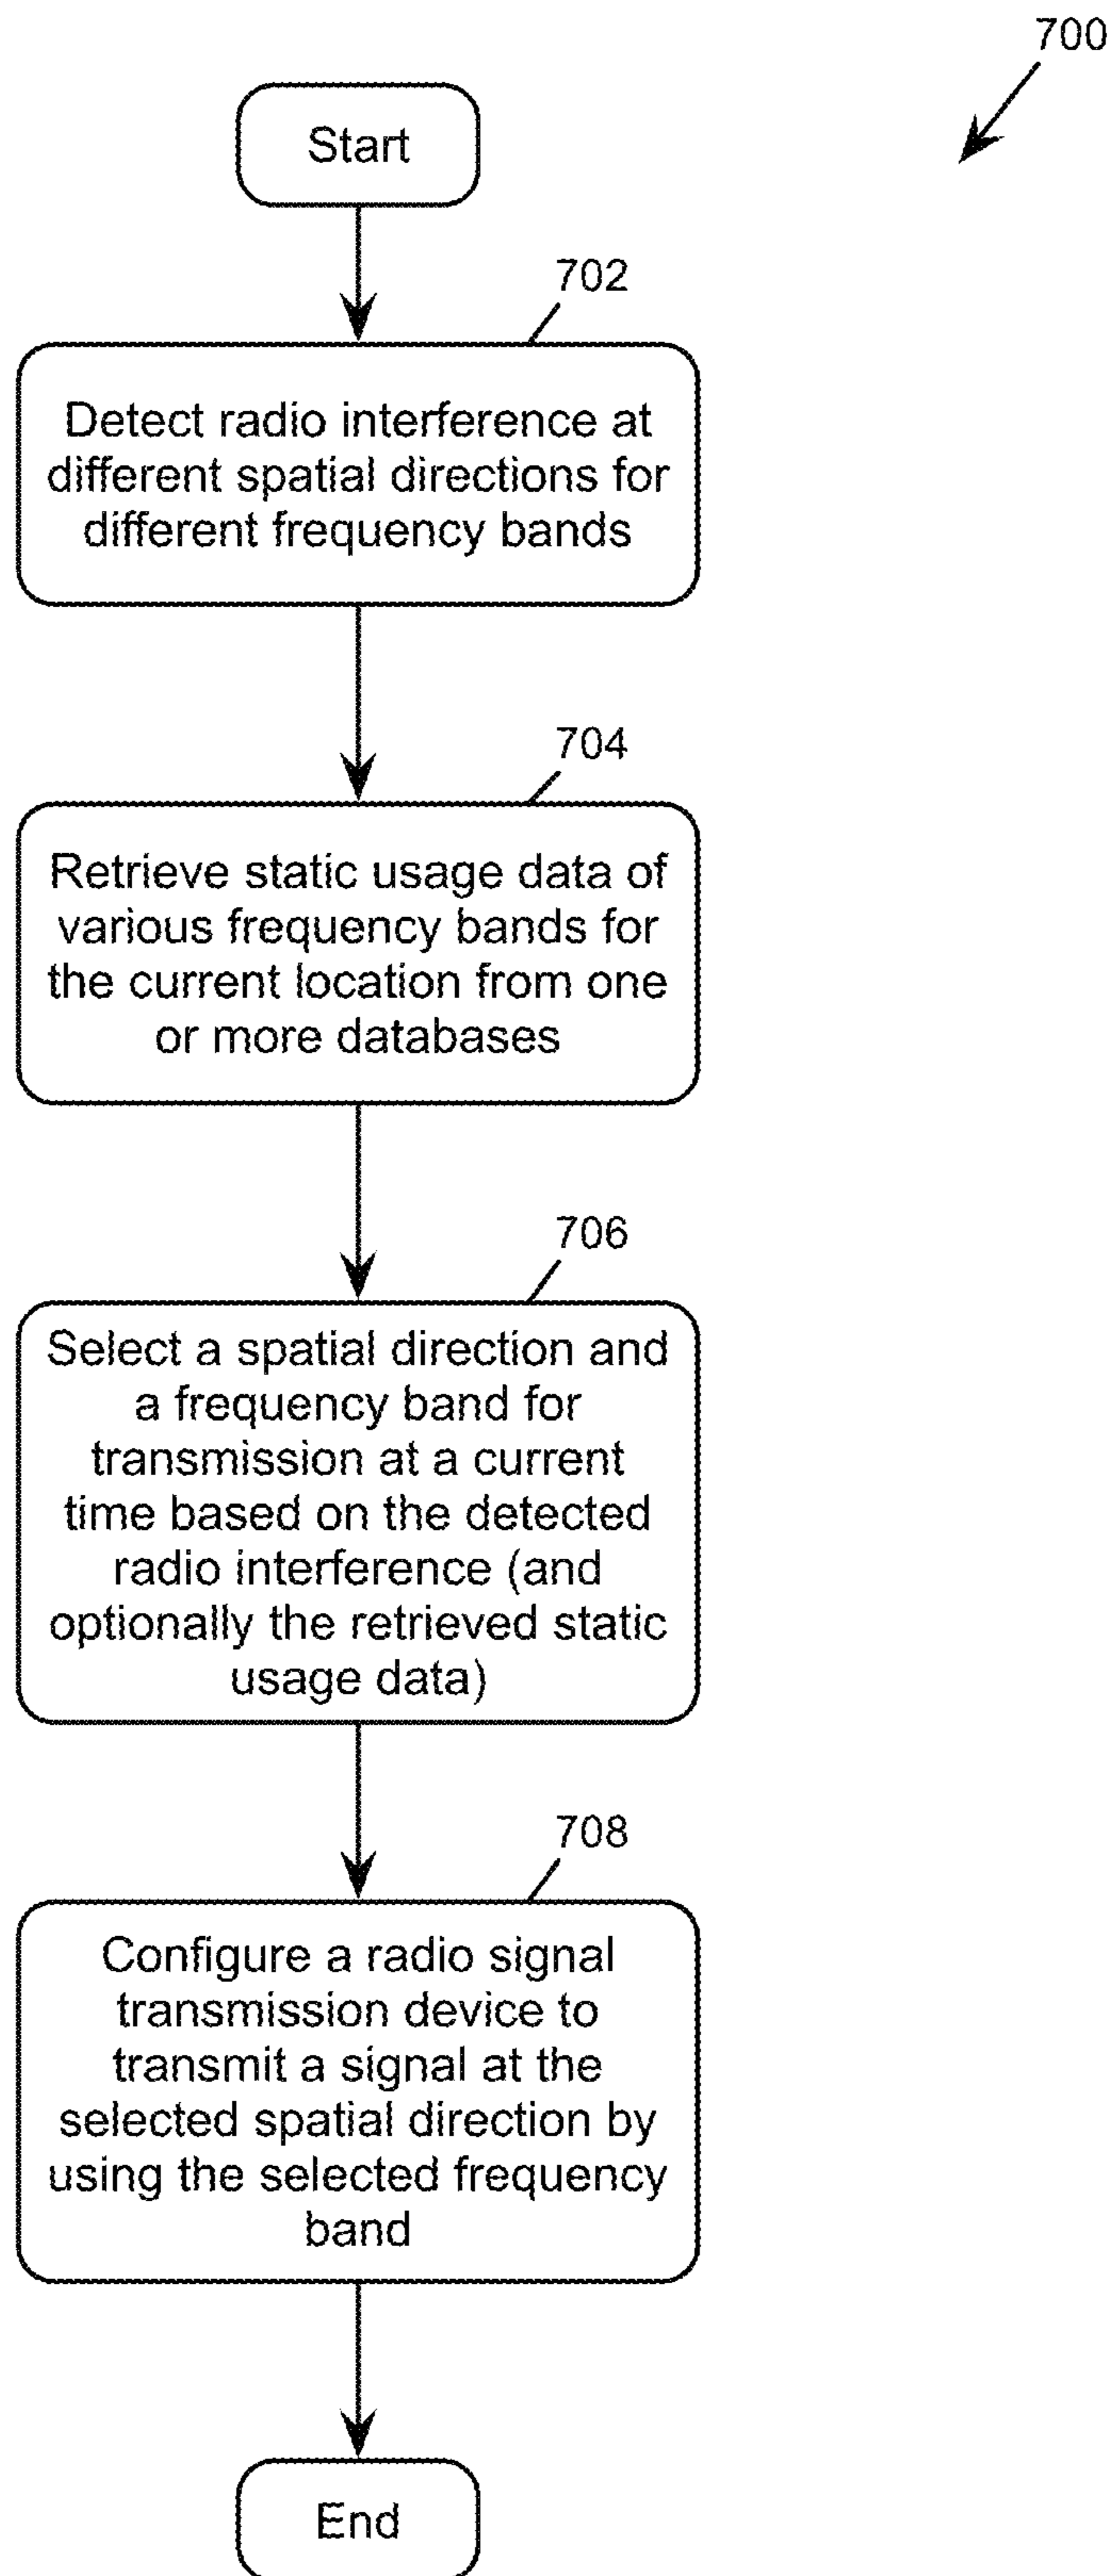 700
Start
702
Detect radio interference at
different spatial directions for
different frequency bands
704
Retrieve static usage data of
various frequency bands for
the current location from one
or more databases
706
Select a spatial direction and
a frequency band for
transmission at a current
time based on the detected
radio interference (and
optionally the retrieved static
usage data)
708
Configure a radio signal
transmission device to
transmit a signal at the
selected spatial direction by
using the selected frequency
band
End